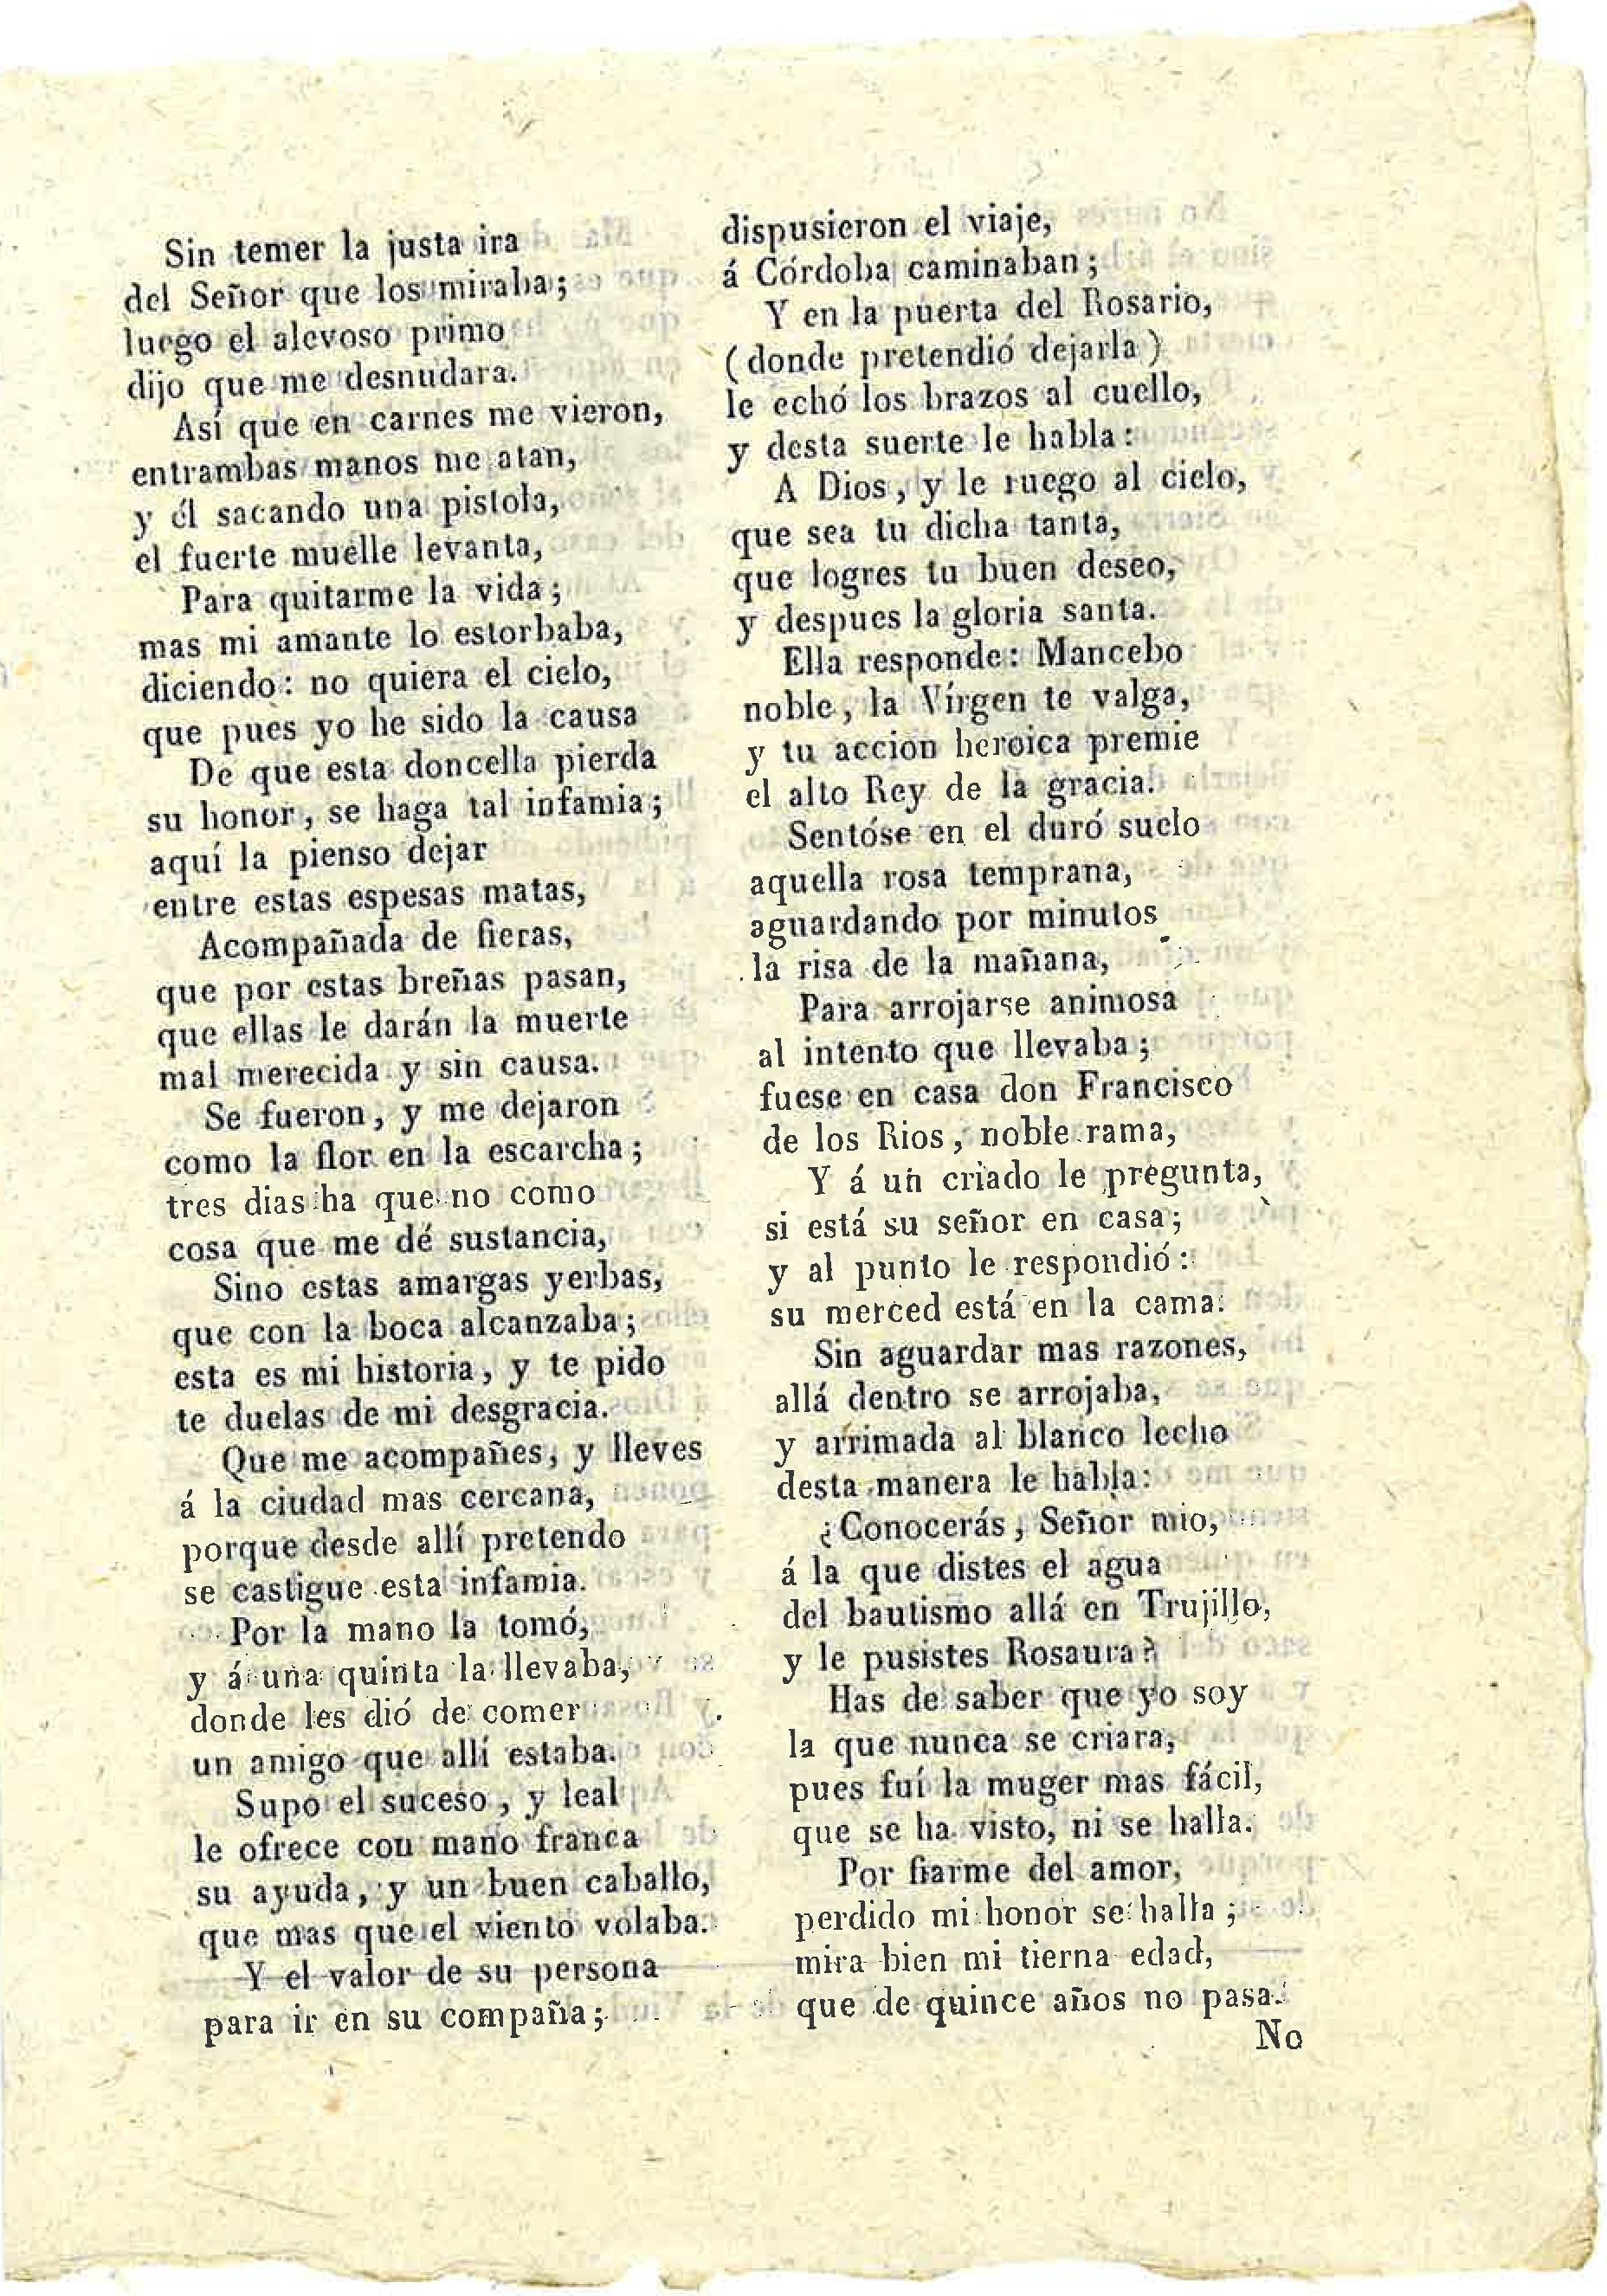 Sin temer la justa ira
del Señor que los miraba;
luego el alevoso primo
dijo que me desnudara.
Así que en carnes me vieron,
entrambas manos me atan,
y él sacando una pistola,
el fuerte muelle levanta,
Para quitarme la vida;
mas mi amante lo estorbaba,
diciendo: no quiera el cielo,
que pues yo he sido la causa
De que esta doncella pierda
su honor, se haga tal infamia;
aquí la pienso dejar
entre estas espesas matas,
Acompañada de fieras,
que por estas breñas pasan,
que ellas le darán la muerte
mal merecida y sin causa.
Se fueron, y me dejaron
como la flor en la escarcha;
tres dias ha que no como
cosa que me dé sustancia,
Sino estas amargas yerbas,
que con la boca alcanzaba;
esta es mi historia, y te pido
te duelas de mi desgracia.
Que me acompañes, y lleves
á la ciudad mas cercana,
porque desde allí pretendo
se castigue esta infamia.
Por la mano la tomó,
y á una quinta la llevaba,
donde les dió de comer
un amigo que allí estaba.
Supo el suceso, y leal
le ofrece con mano franca
su ayuda, y un buen caballo,
que mas que el viento volaba.
Y el valor de su persona
para ir en su compaña;
dispusieron el viaje,
á Córdoba caminaban;
Y en la puerta del Rosario,
(donde pretendió dejarla)
le echó los brazos al cuello,
y desta suerte le habla:
A Dios, y le ruego al cielo,
que sea tu dicha tanta,
que logres tu buen deseo,
y despues la gloria santa.
Ella responde: Mancebo
noble, la Vírgen te valga,
y tu accion heroica premie
el alto Rey de la gracia.
Sentóse en el duró suelo
aquella rosa temprana,
aguardando por minutos
la risa de la mañana,
Para arrojarse animosa
al intento que llevaba;
fuese en casa don Francisco
de los Rios, noble rama,
Y á un criado le pregunta,
si está su señor en casa;
y al punto le respondió:
su merced está en la cama.
Sin aguardar mas razones,
allá dentro se arrojaba,
y arrimada al blanco lecho
desta manera le habla:
¿Conocerás, Señor mio,
á la que distes el agua
del bautismo allá en Trujillo,
y le pusistes Rosaura?
Has de saber que yo soy
la que nunca se criara,
pues fuí la muger mas fácil,
que se ha visto, ni se halla.
Por fiarme del amor,
perdido mi honor se halla;
mira bien mi tierna edad,
que de quince años no pasa.
No